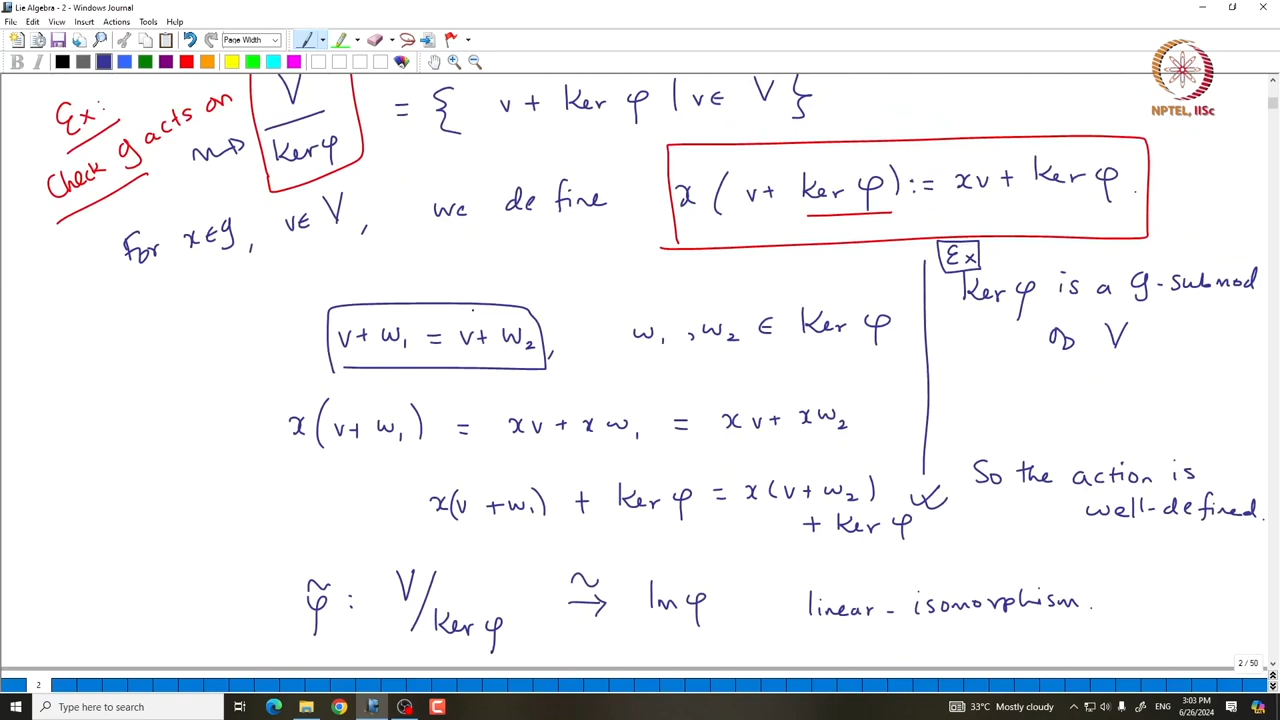 Lie Algebra - 2 - Windows Journal
File Edit View Insert Actions Tools Help
Page Width
NPTEL, IISc
Ex:
Check g acts on
V / Ker φ = { v + Ker φ | v ∈ V }
For x ∈ g, v ∈ V, we define x ( v + ker φ ) := xv + Ker φ.
Ex
Ker φ is a g-submod
of V
v + w₁ = v + w₂, w₁, w₂ ∈ Ker φ
x ( v + w₁ ) = xv + x w₁ = x v + x w₂
x(v + w₁) + Ker φ = x(v + w₂)
+ Ker φ
So the action is
well-defined.
φ̃ : V / Ker φ ⥲ Im φ linear - isomorphism.
2 / 50
2
Type here to search
33°C Mostly cloudy
ENG
3:03 PM
6/26/2024